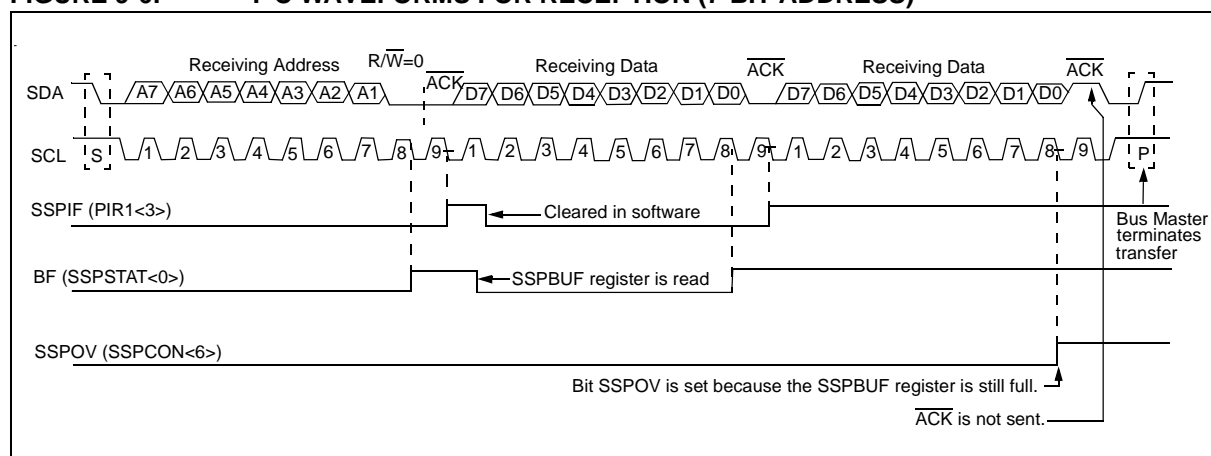 Receiving Address R/W=0 ACK Receiving Data ACK Receiving Data ACK
SDA A7 A6 A5 A4 A3 A2 A1 D7 D6 D5 D4 D3 D2 D1 D0 D7 D6 D5 D4 D3 D2 D1 D0
SCL S 1 2 3 4 5 6 7 8 9 1 2 3 4 5 6 7 8 9 1 2 3 4 5 6 7 8 9 P
SSPIF (PIR1<3>)
Cleared in software
Bus Master
terminates
transfer
BF (SSPSTAT<0>)
SSPBUF register is read
SSPOV (SSPCON<6>)
Bit SSPOV is set because the SSPBUF register is still full.
ACK is not sent.